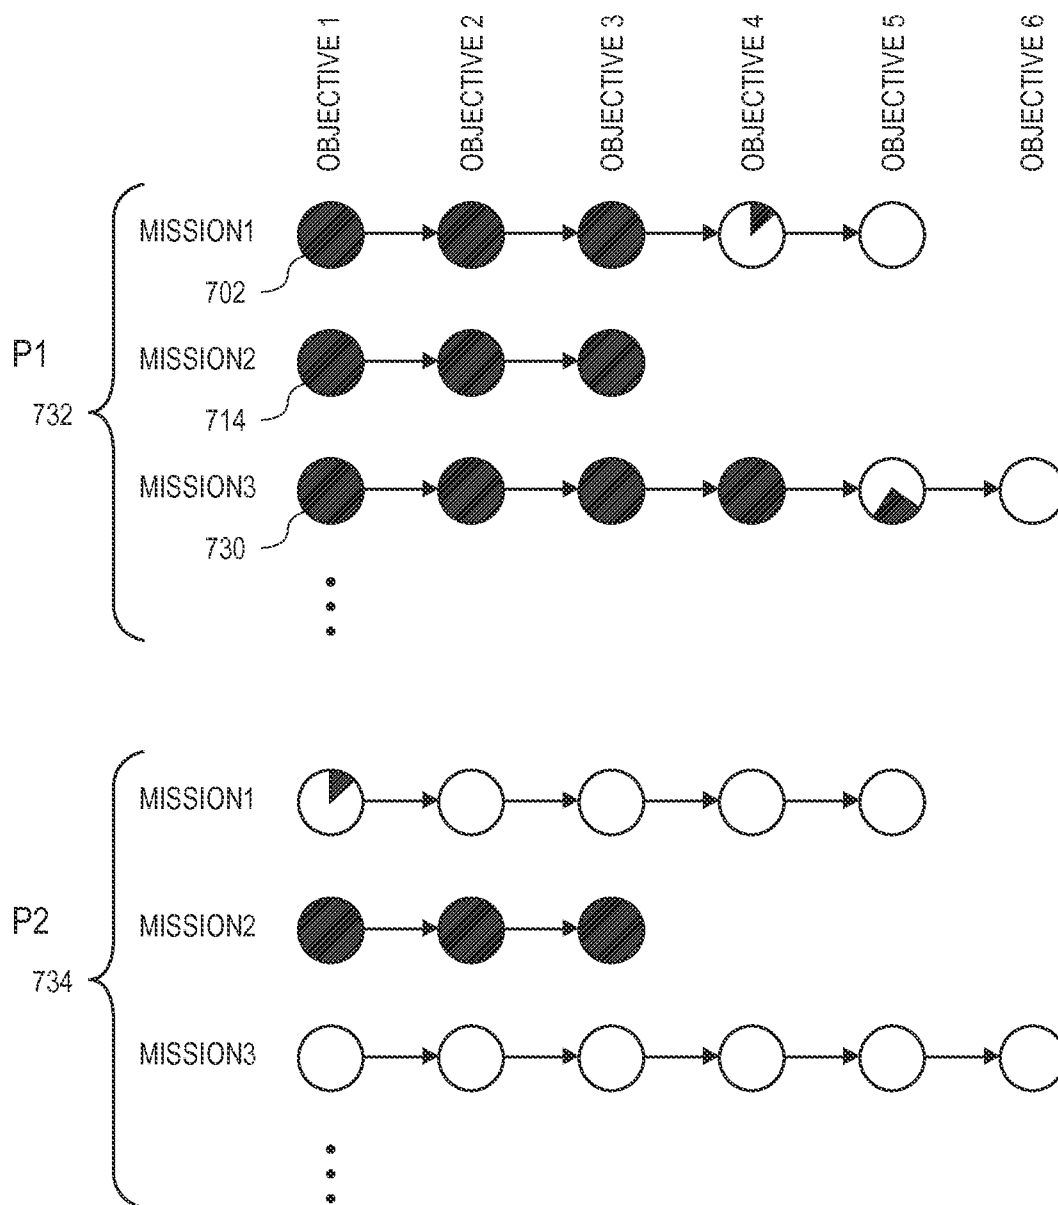 OBJECTIVE 1
OBJECTIVE 2
OBJECTIVE 3
OBJECTIVE 4
OBJECTIVE 5
OBJECTIVE 6
MISSION1
702
P1
MISSION2
732
714
MISSION3
730
MISSION1
P2
MISSION2
734
MISSION3